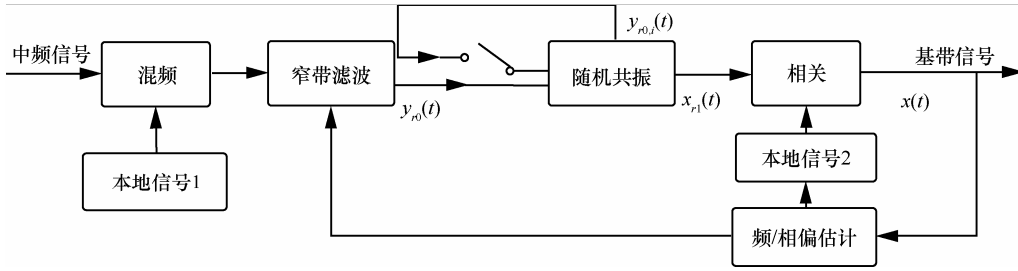 中频信号
混频
本地信号1
窄带滤波
y_{r0}(t)
y_{r0,i}(t)
随机共振
x_{r1}(t)
相关
基带信号
x(t)
本地信号2
频/相偏估计